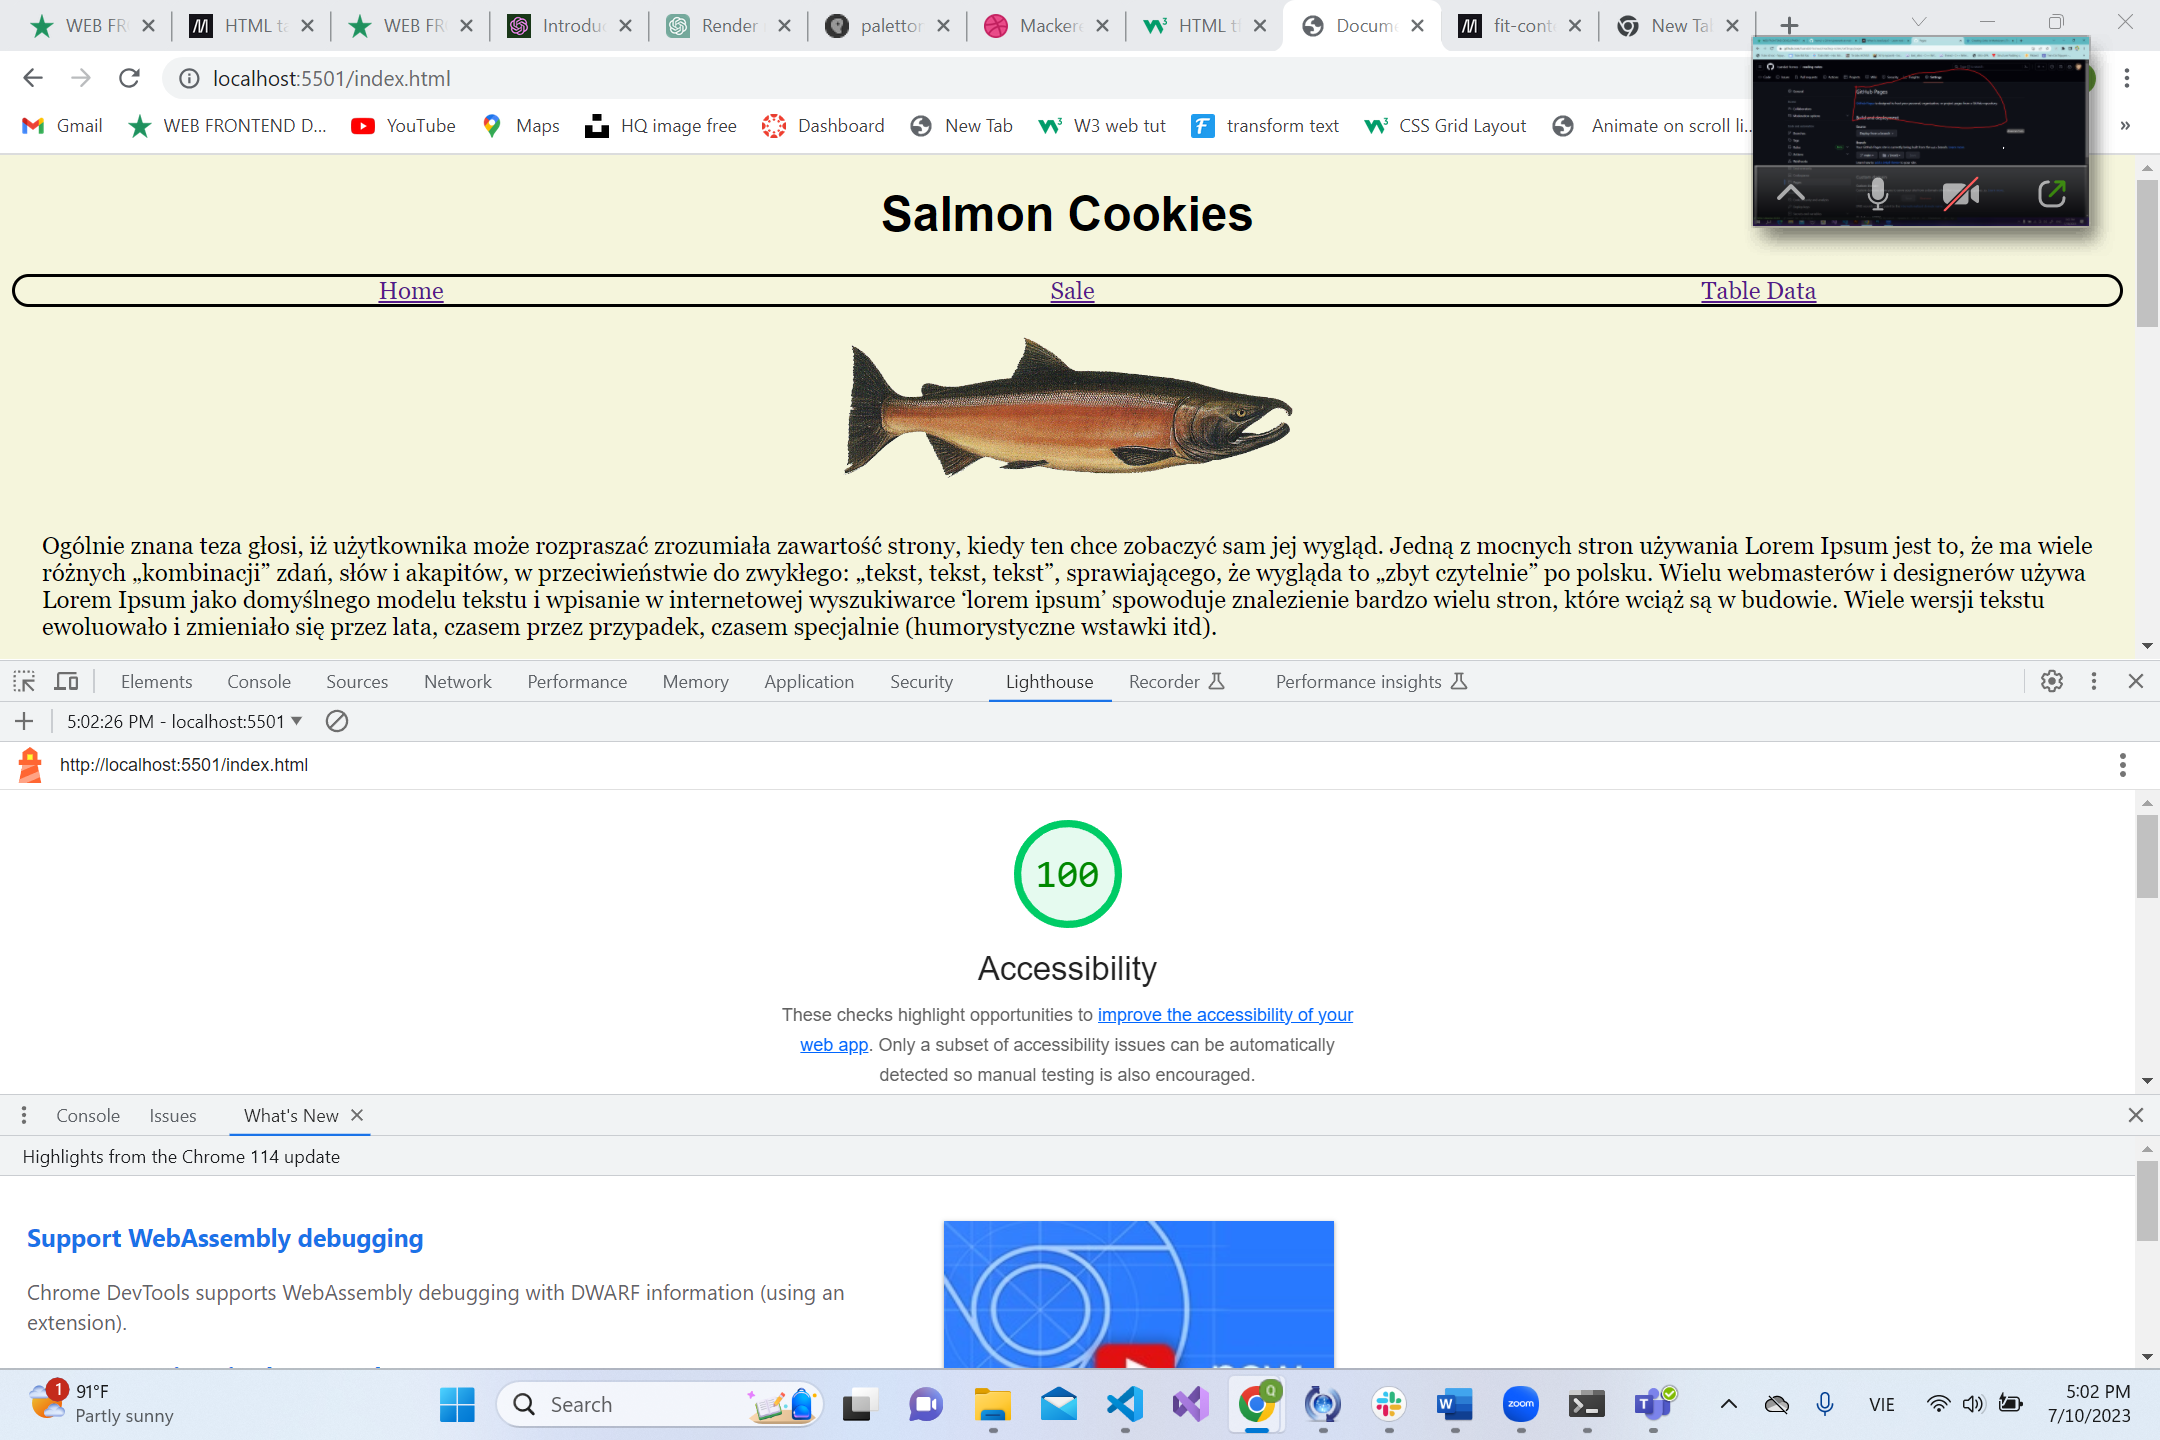 WEB FR
HTML ta
WEB FR
Introdu
Render
paletton
Mackere
HTML t
Docume
fit-cont
New Tab
localhost:5501/index.html
Gmail
WEB FRONTEND D...
YouTube
Maps
HQ image free
Dashboard
New Tab
W3 web tut
transform text
CSS Grid Layout
Animate on scroll li...
»
GitHub Pages
Build and deployment
Salmon Cookies
Home
Sale
Table Data
Ogólnie znana teza głosi, iż użytkownika może rozpraszać zrozumiała zawartość strony, kiedy ten chce zobaczyć sam jej wygląd. Jedną z mocnych stron używania Lorem Ipsum jest to, że ma wiele
różnych „kombinacji” zdań, słów i akapitów, w przeciwieństwie do zwykłego: „tekst, tekst, tekst”, sprawiającego, że wygląda to „zbyt czytelnie” po polsku. Wielu webmasterów i designerów używa
Lorem Ipsum jako domyślnego modelu tekstu i wpisanie w internetowej wyszukiwarce ‘lorem ipsum’ spowoduje znalezienie bardzo wielu stron, które wciąż są w budowie. Wiele wersji tekstu
ewoluowało i zmieniało się przez lata, czasem przez przypadek, czasem specjalnie (humorystyczne wstawki itd).
Elements
Console
Sources
Network
Performance
Memory
Application
Security
Lighthouse
Recorder
Performance insights
5:02:26 PM - localhost:5501
http://localhost:5501/index.html
100
Accessibility
These checks highlight opportunities to improve the accessibility of your
web app. Only a subset of accessibility issues can be automatically
detected so manual testing is also encouraged.
Console
Issues
What's New
Highlights from the Chrome 114 update
Support WebAssembly debugging
Chrome DevTools supports WebAssembly debugging with DWARF information (using an
extension).
new
1
91°F
Partly sunny
Search
Q
zoom
VIE
5:02 PM
7/10/2023